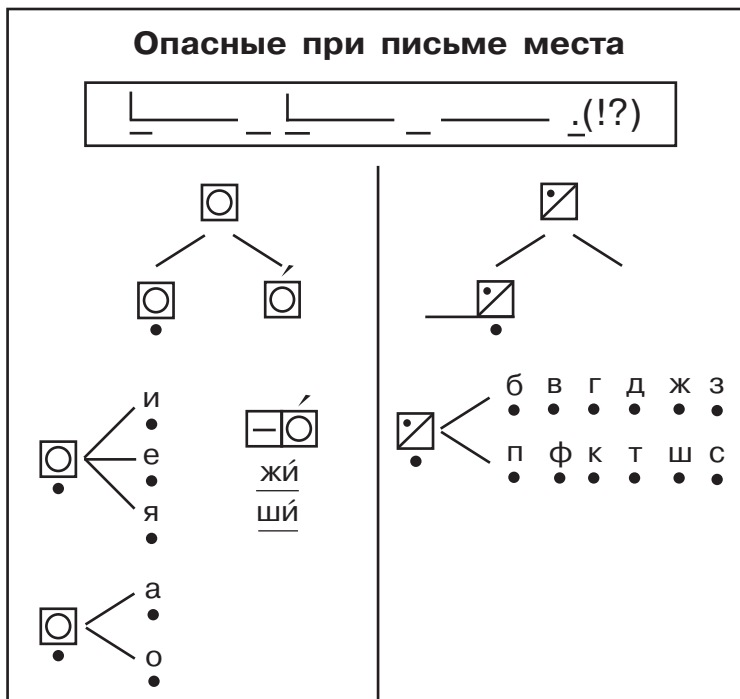 Опасные при письме места
.(!?)
и
е
я
жи́
ши́
а
о
б в г д ж з
п ф к т ш с